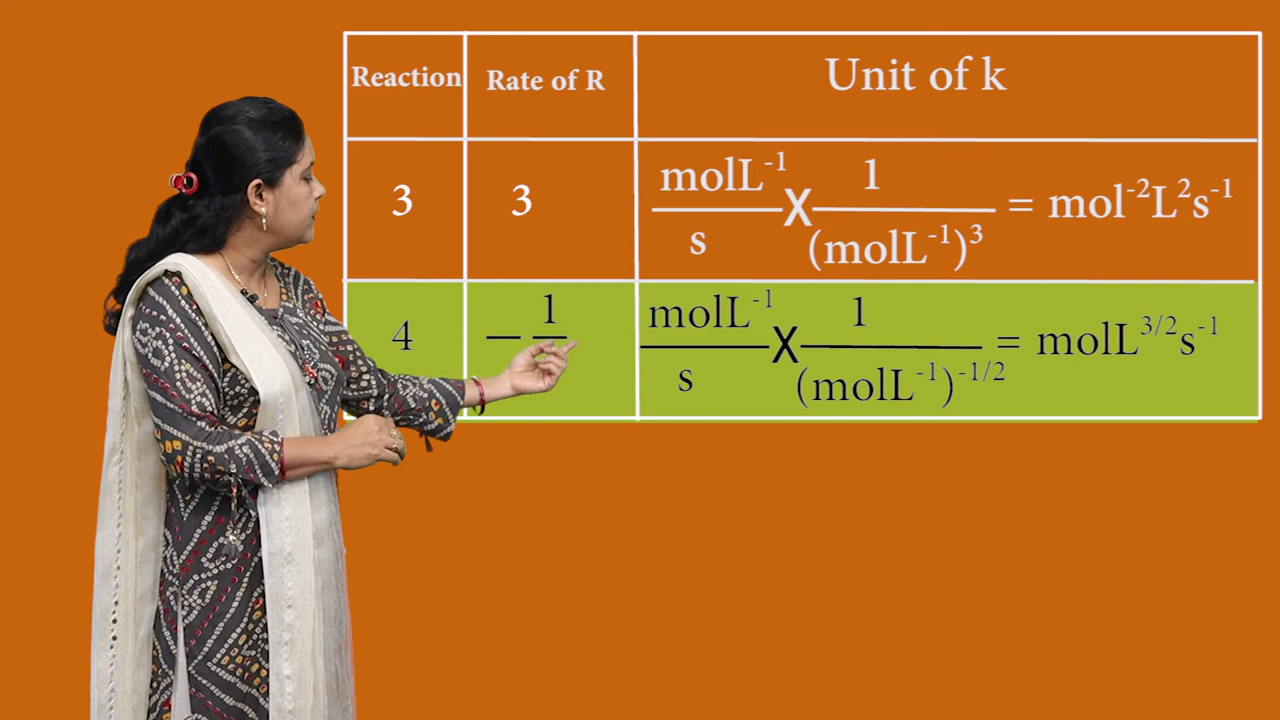 Reaction Rate of R Unit of k
3 3 molL⁻¹/s X 1/(molL⁻¹)³ = mol⁻²L²s⁻¹
4 −1/ molL⁻¹/s X 1/(molL⁻¹)⁻¹/² = molL³/²s⁻¹